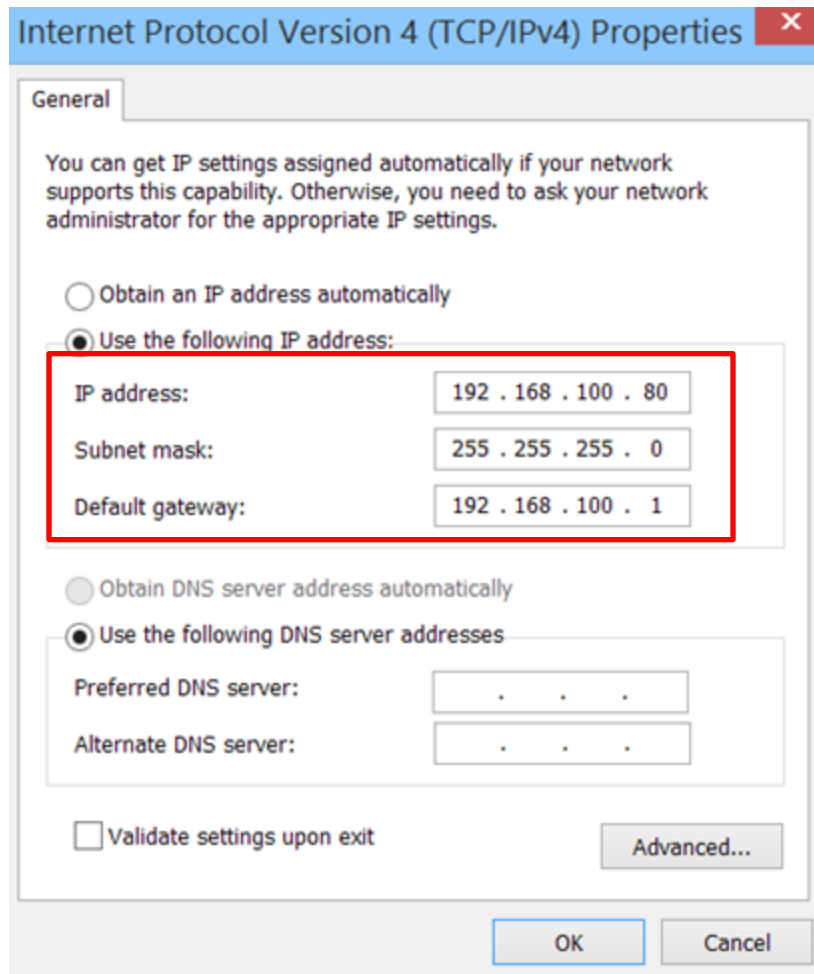 Internet Protocol Version 4 (TCP/IPv4) Properties
General
You can get IP settings assigned automatically if your network
supports this capability. Otherwise, you need to ask your network
administrator for the appropriate IP settings.
Obtain an IP address automatically
Use the following IP address:
IP address: 192 . 168 . 100 . 80
Subnet mask: 255 . 255 . 255 . 0
Default gateway: 192 . 168 . 100 . 1
Obtain DNS server address automatically
Use the following DNS server addresses
Preferred DNS server: . . .
Alternate DNS server: . . .
Validate settings upon exit
Advanced...
OK Cancel